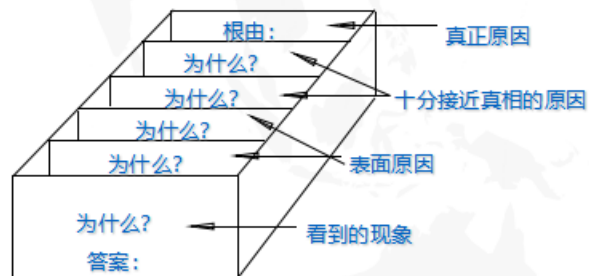 根由：
真正原因
为什么？
为什么？
十分接近真相的原因
为什么？
为什么？
表面原因
为什么？
看到的现象
答案：